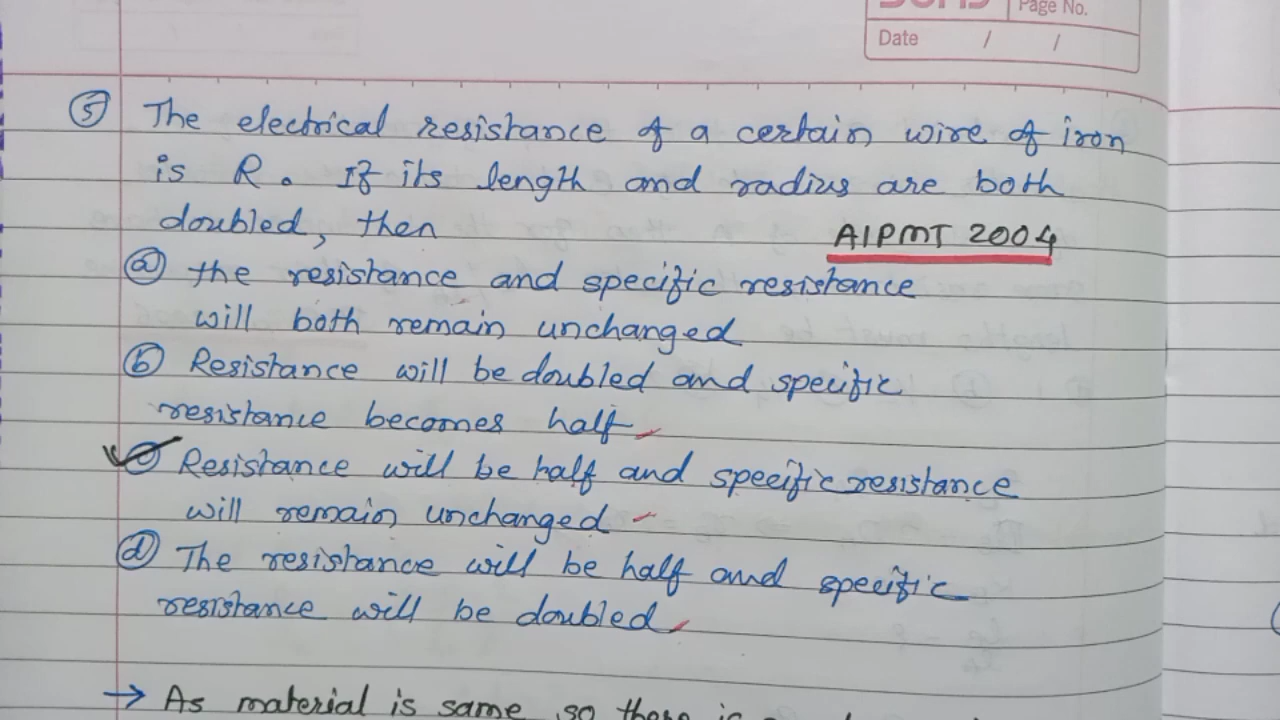 Page No.
Date / /
5 The electrical resistance of a certain wire of iron
is R. If its length and radius are both
doubled, then
AIPMT 2004
a the resistance and specific resistance
will both remain unchanged
b Resistance will be doubled and specific
resistance becomes half
c Resistance will be half and specific resistance
will remain unchanged
d The resistance will be half and specific
resistance will be doubled
→ As material is same so there is